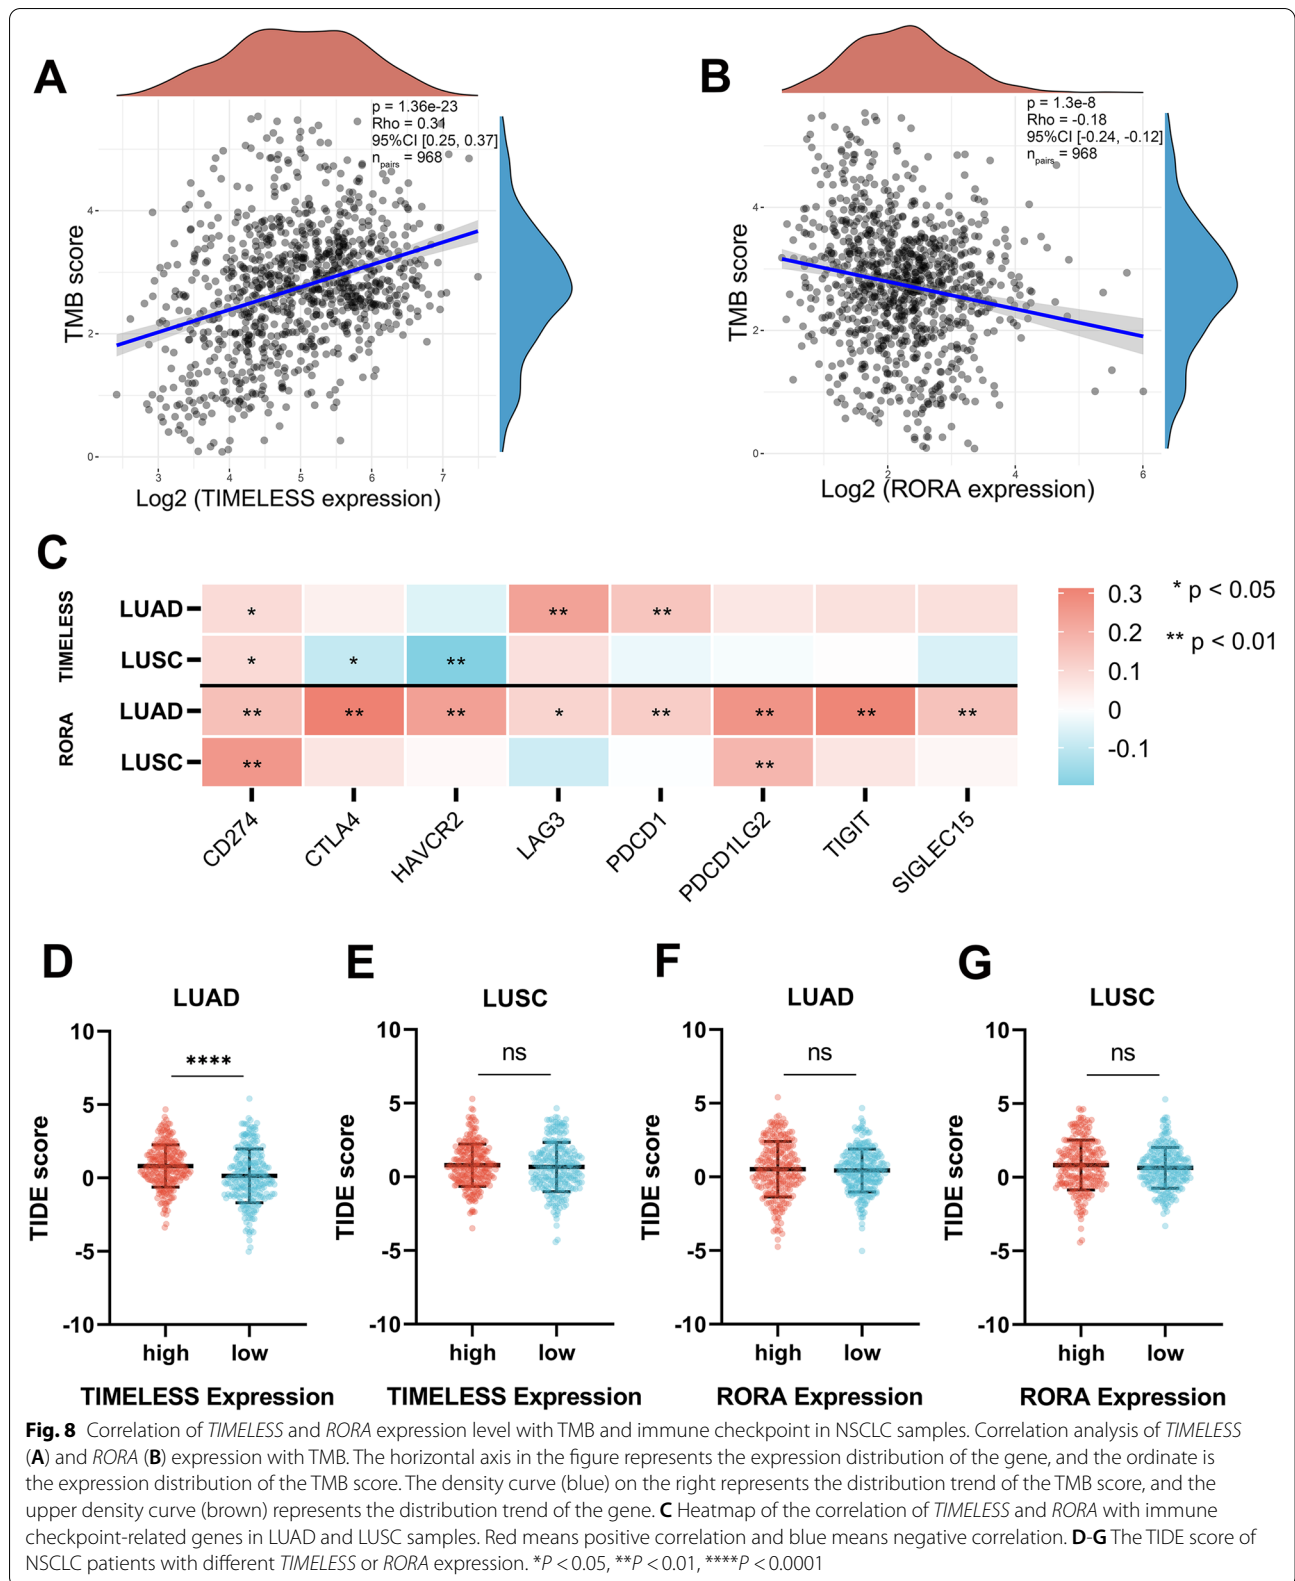 A
p = 1.36e-23
Rho = 0.31
95%CI [0.25, 0.37]
npairs = 968
TMB score
4
2
0
3 4 5 6 7
Log2 (TIMELESS expression)
B
p = 1.3e-8
Rho = -0.18
95%CI [-0.24, -0.12]
npairs = 968
TMB score
4
2
0
2 4 6
Log2 (RORA expression)
C
TIMELESS
LUAD * ** **
LUSC * * **
RORA
LUAD ** ** ** * ** ** ** **
LUSC ** **
CD274 CTLA4 HAVCR2 LAG3 PDCD1 PDCD1LG2 TIGIT SIGLEC15
0.3
0.2
0.1
0
-0.1
* p < 0.05
** p < 0.01
D
LUAD
****
TIDE score
10
5
0
-5
-10
high low
TIMELESS Expression
E
LUSC
ns
TIDE score
10
5
0
-5
-10
high low
TIMELESS Expression
F
LUAD
ns
TIDE score
10
5
0
-5
-10
high low
RORA Expression
G
LUSC
ns
TIDE score
10
5
0
-5
-10
high low
RORA Expression
Fig. 8 Correlation of TIMELESS and RORA expression level with TMB and immune checkpoint in NSCLC samples. Correlation analysis of TIMELESS
(A) and RORA (B) expression with TMB. The horizontal axis in the figure represents the expression distribution of the gene, and the ordinate is
the expression distribution of the TMB score. The density curve (blue) on the right represents the distribution trend of the TMB score, and the
upper density curve (brown) represents the distribution trend of the gene. C Heatmap of the correlation of TIMELESS and RORA with immune
checkpoint-related genes in LUAD and LUSC samples. Red means positive correlation and blue means negative correlation. D-G The TIDE score of
NSCLC patients with different TIMELESS or RORA expression. *P < 0.05, **P < 0.01, ****P < 0.0001